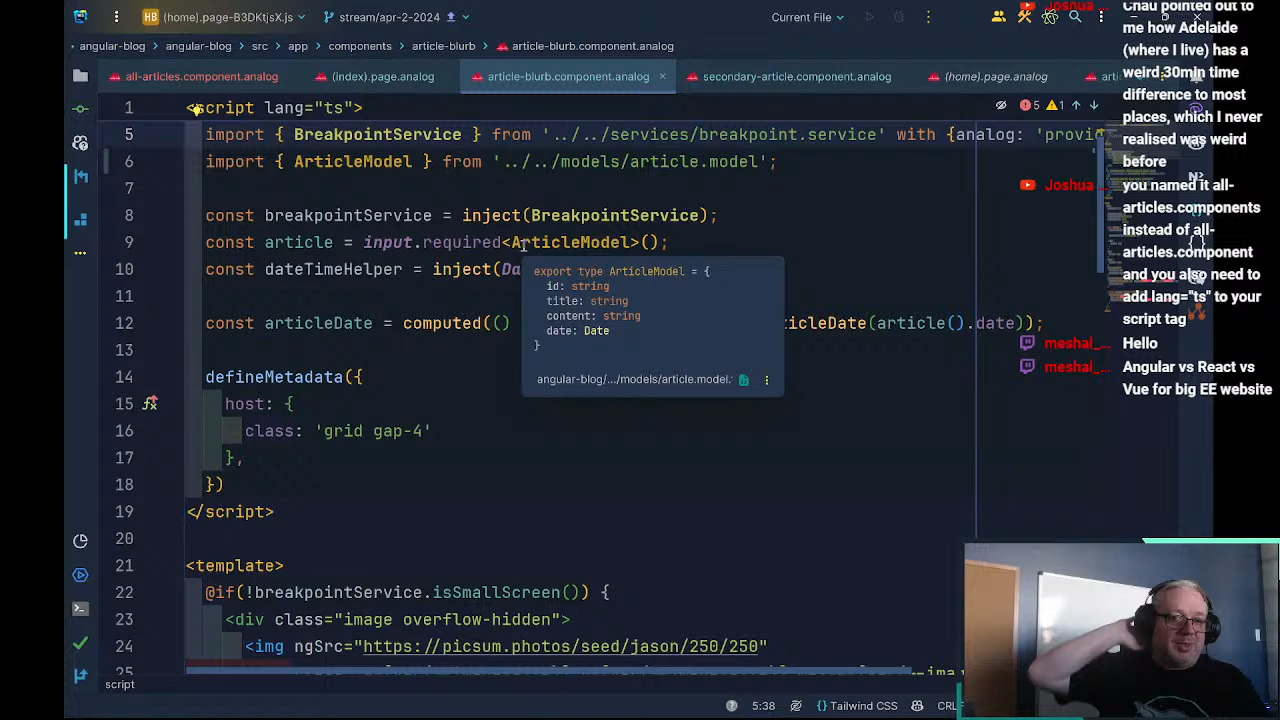 HB (home).page-B3DKtjsX.js
stream/apr-2-2024
Current File
angular-blog
angular-blog
src
app
components
article-blurb
article-blurb.component.analog
all-articles.component.analog
(index).page.analog
article-blurb.component.analog
secondary-article.component.analog
(home).page.analog
1 <script lang="ts">
5 import { BreakpointService } from '../../services/breakpoint.service' with {analog: 'provid
6 import { ArticleModel } from '../../models/article.model';
7
8 const breakpointService = inject(BreakpointService);
9 const article = input.required<ArticleModel>();
10 const dateTimeHelper = inject(Da
11
12 const articleDate = computed(() icleDate(article().date));
13
14 defineMetadata({
15 host: {
16 class: 'grid gap-4'
17 },
18 })
19 </script>
20
21 <template>
22 @if(!breakpointService.isSmallScreen()) {
23 <div class="image overflow-hidden">
24 <img ngSrc="https://picsum.photos/seed/jason/250/250"
25
export type ArticleModel = {
id: string
title: string
content: string
date: Date
}
angular-blog/.../models/article.model.
5
1
script
5:38
Tailwind CSS
Joshua
Chau pointed out to
me how Adelaide
(where I live) has a
weird 30min time
difference to most
places, which I never
realised was weird
before
Joshua
you named it all-
articles.components
instead of all-
articles.component
and you also need to
add lang="ts" to your
script tag
meshal_...
Hello
meshal_...
Angular vs React vs
Vue for big EE website